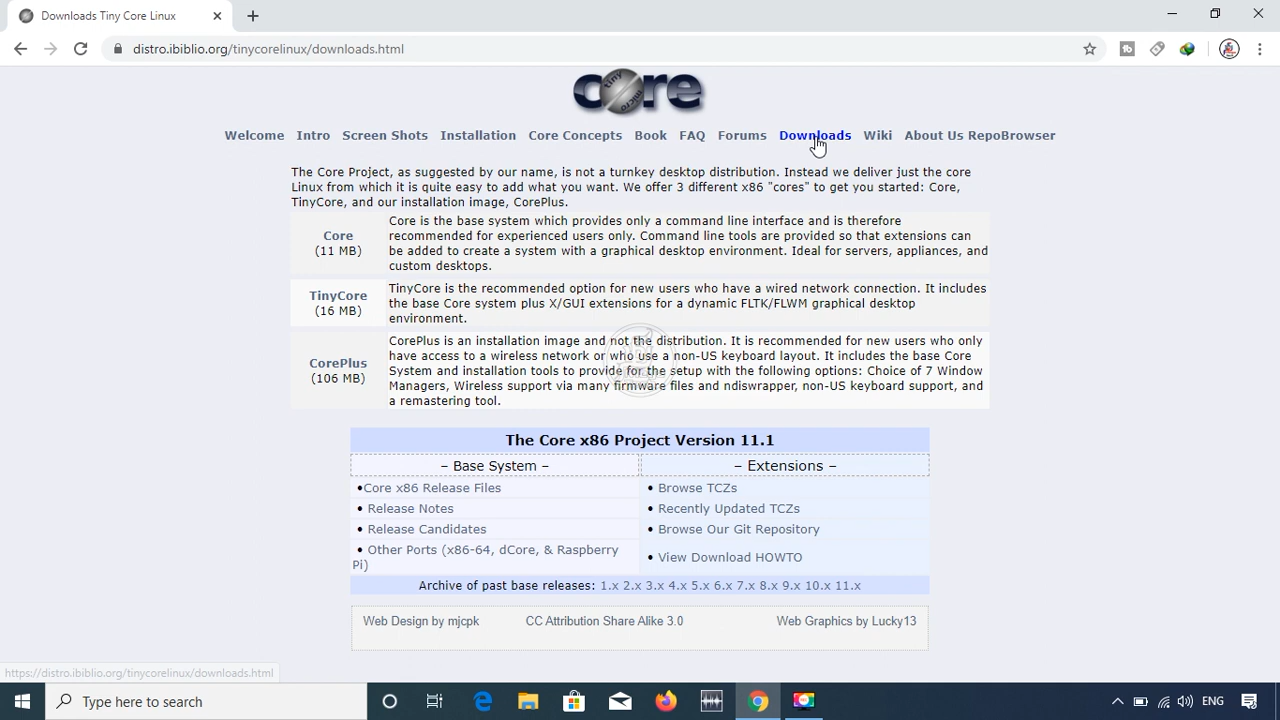 Downloads Tiny Core Linux
distro.ibiblio.org/tinycorelinux/downloads.html
core
tiny
micro
Welcome Intro Screen Shots Installation Core Concepts Book FAQ Forums Downloads Wiki About Us RepoBrowser
The Core Project, as suggested by our name, is not a turnkey desktop distribution. Instead we deliver just the core
Linux from which it is quite easy to add what you want. We offer 3 different x86 "cores" to get you started: Core,
TinyCore, and our installation image, CorePlus.
Core
(11 MB)
Core is the base system which provides only a command line interface and is therefore
recommended for experienced users only. Command line tools are provided so that extensions can
be added to create a system with a graphical desktop environment. Ideal for servers, appliances, and
custom desktops.
TinyCore
(16 MB)
TinyCore is the recommended option for new users who have a wired network connection. It includes
the base Core system plus X/GUI extensions for a dynamic FLTK/FLWM graphical desktop
environment.
CorePlus
(106 MB)
CorePlus is an installation image and not the distribution. It is recommended for new users who only
have access to a wireless network or who use a non-US keyboard layout. It includes the base Core
System and installation tools to provide for the setup with the following options: Choice of 7 Window
Managers, Wireless support via many firmware files and ndiswrapper, non-US keyboard support, and
a remastering tool.
The Core x86 Project Version 11.1
– Base System –
•Core x86 Release Files
• Release Notes
• Release Candidates
• Other Ports (x86-64, dCore, & Raspberry
Pi)
– Extensions –
• Browse TCZs
• Recently Updated TCZs
• Browse Our Git Repository
• View Download HOWTO
Archive of past base releases: 1.x 2.x 3.x 4.x 5.x 6.x 7.x 8.x 9.x 10.x 11.x
Web Design by mjcpk CC Attribution Share Alike 3.0 Web Graphics by Lucky13
https://distro.ibiblio.org/tinycorelinux/downloads.html
Type here to search
ENG